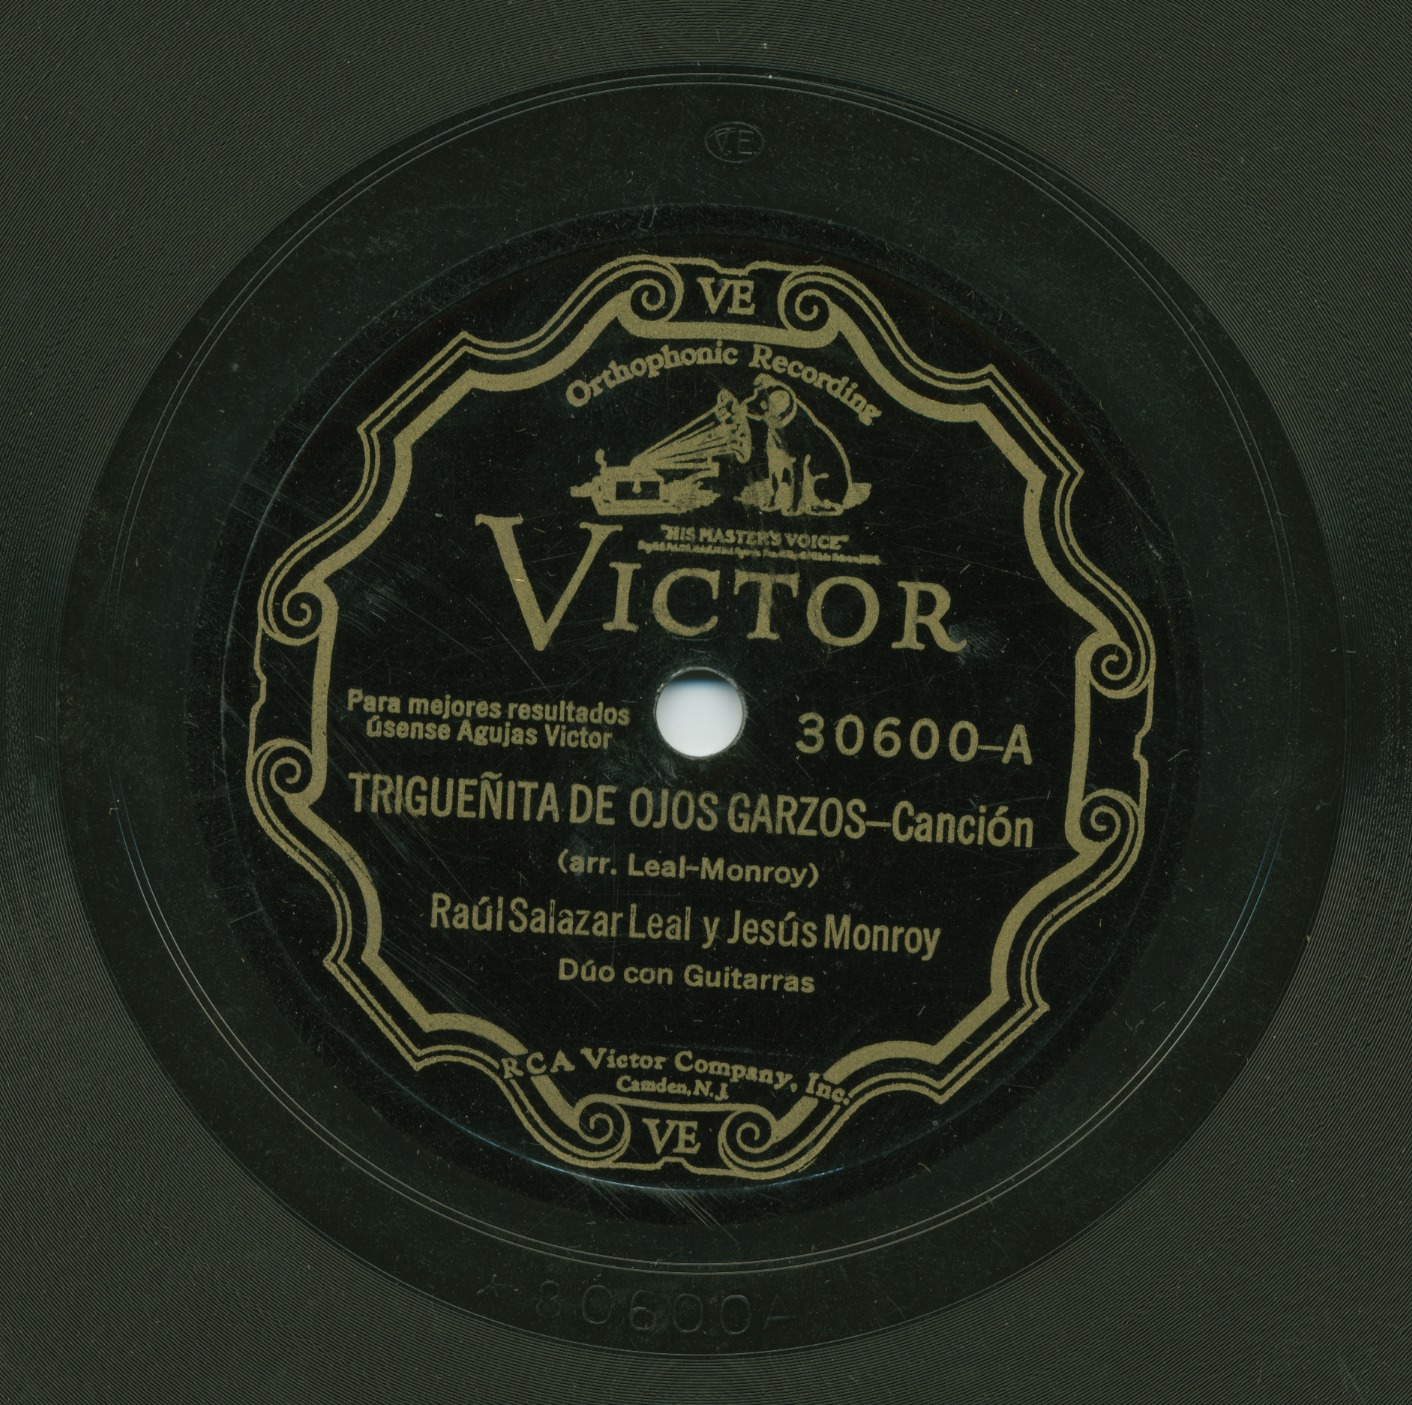 VE
VE
Orthophonic Recording
"HIS MASTER'S VOICE"
VICTOR
Para mejores resultados
úsense Agujas Victor
30600-A
TRIGUEÑITA DE OJOS GARZOS—Canción
(arr. Leal-Monroy)
Raúl Salazar Leal y Jesús Monroy
Dúo con Guitarras
RCA Victor Company, Inc.
Camden, N. J.
VE
30600A